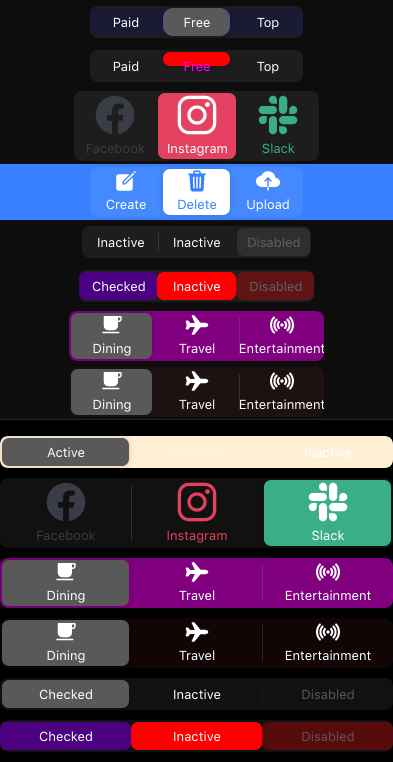 Paid Free Top
Paid Free Top
Facebook Instagram Slack
Create Delete Upload
Inactive Inactive Disabled
Checked Inactive Disabled
Dining Travel Entertainment
Dining Travel Entertainment
Active Inactive
Facebook Instagram Slack
Dining Travel Entertainment
Dining Travel Entertainment
Checked Inactive Disabled
Checked Inactive Disabled